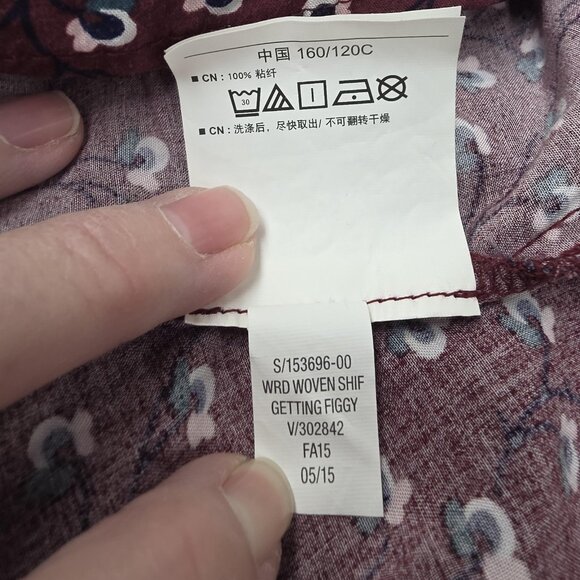 中国 160/120C
■ CN : 100% 粘纤
30
■ CN : 洗涤后，尽快取出/ 不可翻转干燥
S/153696-00
WRD WOVEN SHIF
GETTING FIGGY
V/302842
FA15
05/15